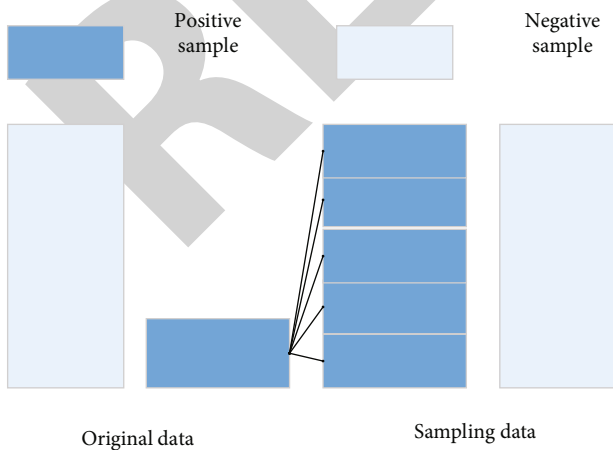 Positive
sample
Negative
sample
Original data
Sampling data